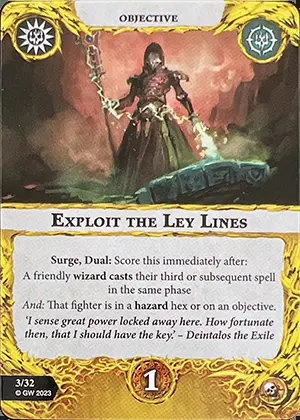 OBJECTIVE
EXPLOIT THE LEY LINES
Surge, Dual: Score this immediately after:
A friendly wizard casts their third or subsequent spell
in the same phase
And: That fighter is in a hazard hex or on an objective.
'I sense great power locked away here. How fortunate
then, that I should have the key.' – Deintalos the Exile
3/32
© GW 2023
1